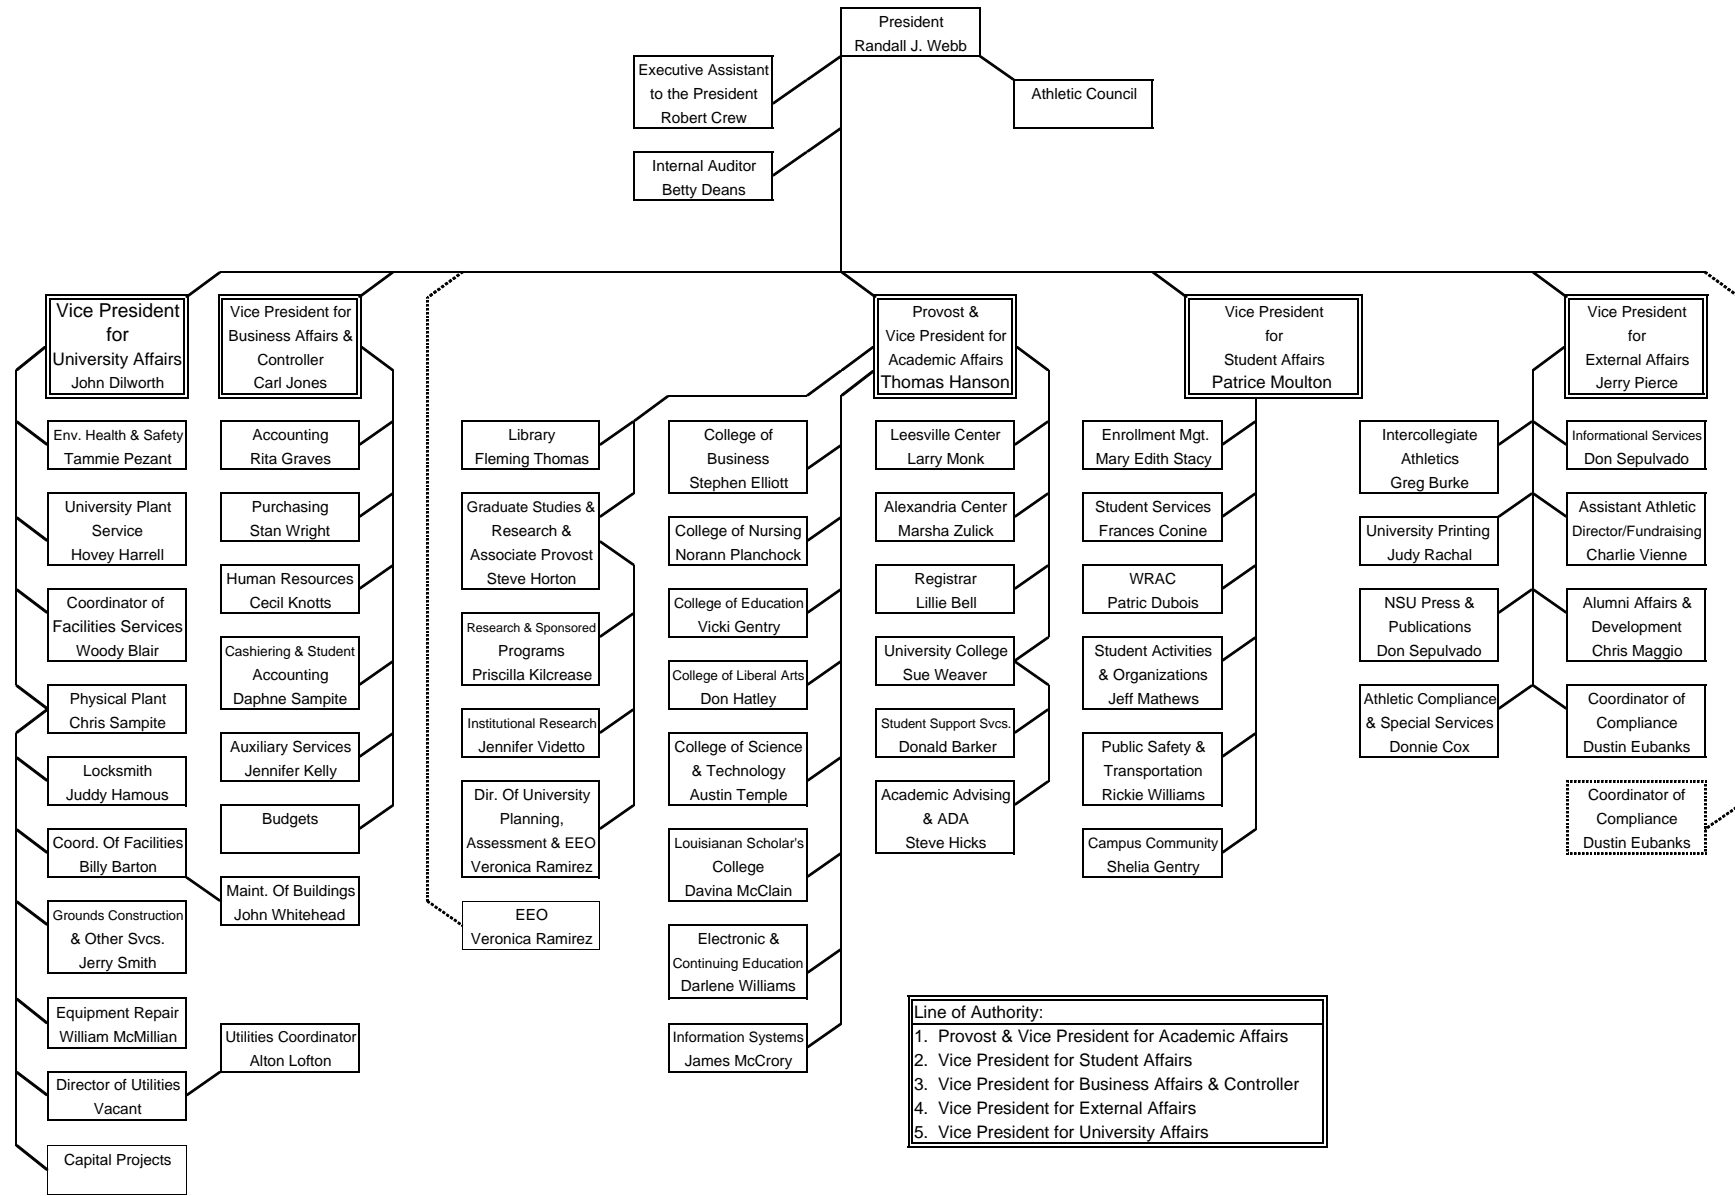 President
Randall J. Webb
Executive Assistant
to the President
Robert Crew
Athletic Council
Internal Auditor
Betty Deans
Vice President
for
University Affairs
John Dilworth
Vice President for
Business Affairs &
Controller
Carl Jones
Provost &
Vice President for
Academic Affairs
Thomas Hanson
Vice President
for
Student Affairs
Patrice Moulton
Vice President
for
External Affairs
Jerry Pierce
Env. Health & Safety
Tammie Pezant
University Plant
Service
Hovey Harrell
Coordinator of
Facilities Services
Woody Blair
Physical Plant
Chris Sampite
Locksmith
Juddy Hamous
Coord. Of Facilities
Billy Barton
Grounds Construction
& Other Svcs.
Jerry Smith
Equipment Repair
William McMillian
Director of Utilities
Vacant
Capital Projects
Accounting
Rita Graves
Purchasing
Stan Wright
Human Resources
Cecil Knotts
Cashiering & Student
Accounting
Daphne Sampite
Auxiliary Services
Jennifer Kelly
Budgets
Maint. Of Buildings
John Whitehead
Utilities Coordinator
Alton Lofton
Library
Fleming Thomas
Graduate Studies &
Research &
Associate Provost
Steve Horton
Research & Sponsored
Programs
Priscilla Kilcrease
Institutional Research
Jennifer Videtto
Dir. Of University
Planning,
Assessment & EEO
Veronica Ramirez
EEO
Veronica Ramirez
College of
Business
Stephen Elliott
College of Nursing
Norann Planchock
College of Education
Vicki Gentry
College of Liberal Arts
Don Hatley
College of Science
& Technology
Austin Temple
Louisianan Scholar's
College
Davina McClain
Electronic &
Continuing Education
Darlene Williams
Information Systems
James McCrory
Leesville Center
Larry Monk
Alexandria Center
Marsha Zulick
Registrar
Lillie Bell
University College
Sue Weaver
Student Support Svcs.
Donald Barker
Academic Advising
& ADA
Steve Hicks
Enrollment Mgt.
Mary Edith Stacy
Student Services
Frances Conine
WRAC
Patric Dubois
Student Activities
& Organizations
Jeff Mathews
Public Safety &
Transportation
Rickie Williams
Campus Community
Shelia Gentry
Intercollegiate
Athletics
Greg Burke
University Printing
Judy Rachal
NSU Press &
Publications
Don Sepulvado
Athletic Compliance
& Special Services
Donnie Cox
Informational Services
Don Sepulvado
Assistant Athletic
Director/Fundraising
Charlie Vienne
Alumni Affairs &
Development
Chris Maggio
Coordinator of
Compliance
Dustin Eubanks
Coordinator of
Compliance
Dustin Eubanks
Line of Authority:
1. Provost & Vice President for Academic Affairs
2. Vice President for Student Affairs
3. Vice President for Business Affairs & Controller
4. Vice President for External Affairs
5. Vice President for University Affairs